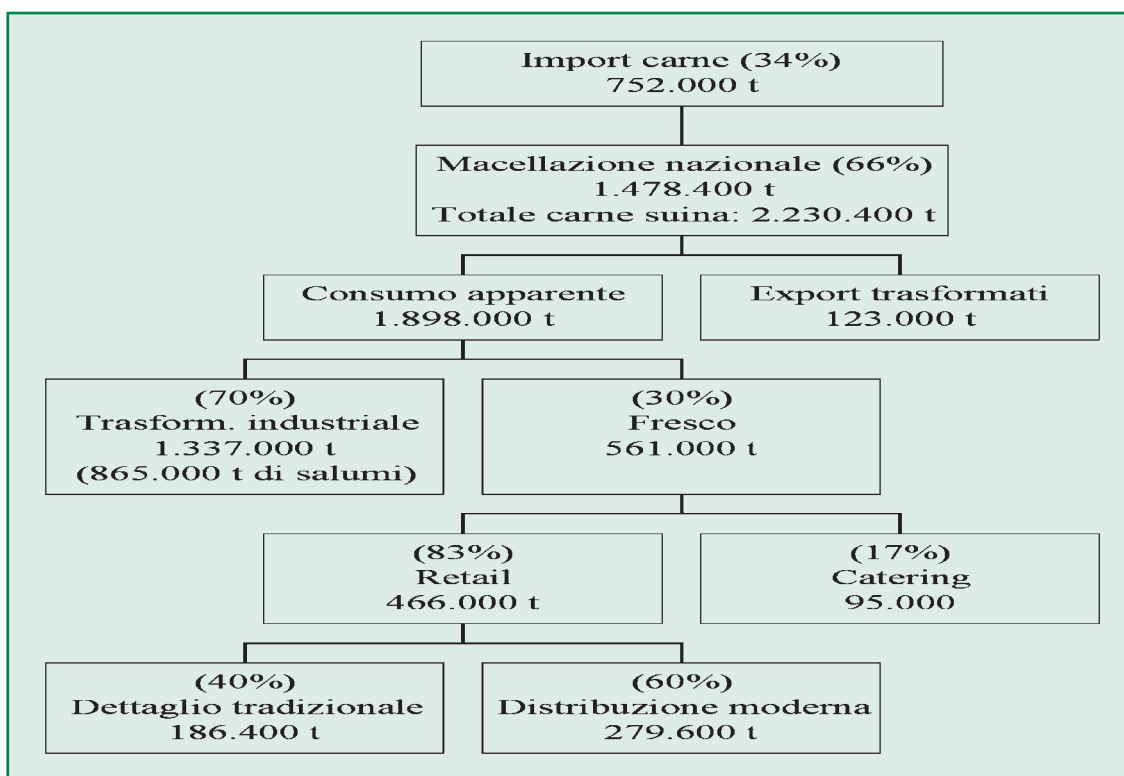 Import carne (34%)
752.000 t
Macellazione nazionale (66%)
1.478.400 t
Totale carne suina: 2.230.400 t
Consumo apparente
1.898.000 t
Export trasformati
123.000 t
(70%)
Trasform. industriale
1.337.000 t
(865.000 t di salumi)
(30%)
Fresco
561.000 t
(83%)
Retail
466.000 t
(17%)
Catering
95.000
(40%)
Dettaglio tradizionale
186.400 t
(60%)
Distribuzione moderna
279.600 t